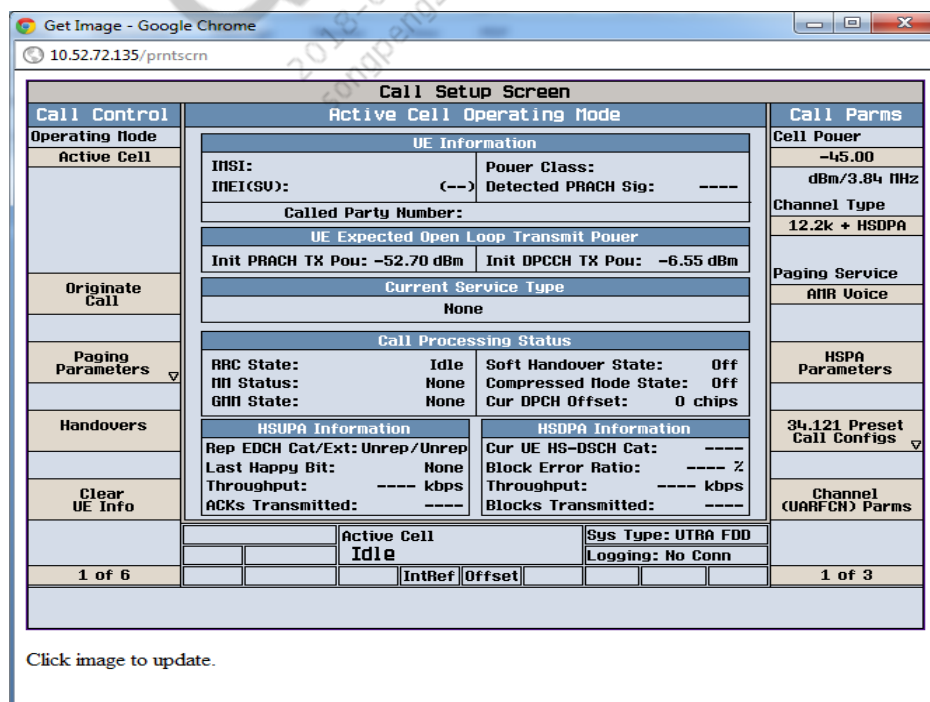 Get Image - Google Chrome
10.52.72.135/prntscrn
Call Setup Screen
Call Control
Operating Mode
Active Cell
Originate
Call
Paging
Parameters
Handovers
Clear
UE Info
1 of 6
Active Cell Operating Mode
UE Information
IMSI:
IMEI(SV): (--)
Power Class:
Detected PRACH Sig: ----
Called Party Number:
UE Expected Open Loop Transmit Power
Init PRACH TX Pow: -52.70 dBm Init DPCCH TX Pow: -6.55 dBm
Current Service Type
None
Call Processing Status
RRC State: Idle
MM Status: None
GMM State: None
Soft Handover State: Off
Compressed Mode State: Off
Cur DPCH Offset: 0 chips
HSUPA Information
Rep EDCH Cat/Ext: Unrep/Unrep
Last Happy Bit: None
Throughput: ---- kbps
ACKs Transmitted: ----
HSDPA Information
Cur UE HS-DSCH Cat: ----
Block Error Ratio: ---- %
Throughput: ---- kbps
Blocks Transmitted: ----
Active Cell
Idle
Sys Type: UTRA FDD
Logging: No Conn
IntRef Offset
Call Parms
Cell Power
-45.00
dBm/3.84 MHz
Channel Type
12.2k + HSDPA
Paging Service
AMR Voice
HSPA
Parameters
34.121 Preset
Call Configs
Channel
(UARFCN) Parms
1 of 3
Click image to update.